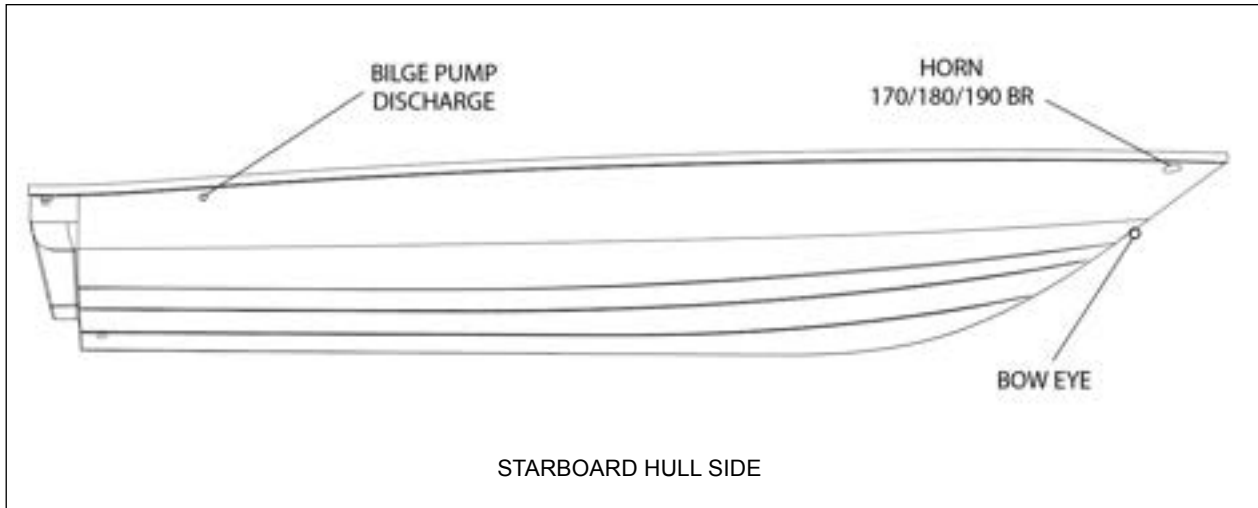 BILGE PUMP
DISCHARGE
HORN
170/180/190 BR
BOW EYE
STARBOARD HULL SIDE